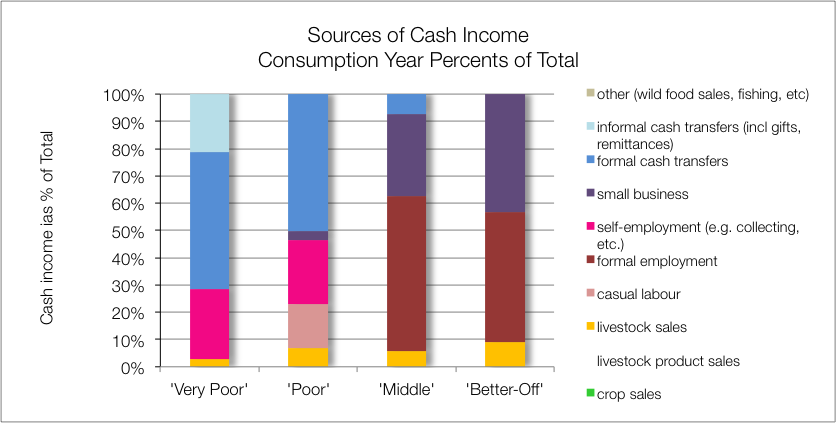 Sources of Cash Income
Consumption Year Percents of Total
Cash income ias % of Total
100%
90%
80%
70%
60%
50%
40%
30%
20%
10%
0%
'Very Poor'
'Poor'
'Middle'
'Better-Off'
other (wild food sales, fishing, etc)
informal cash transfers (incl gifts,
remittances)
formal cash transfers
small business
self-employment (e.g. collecting,
etc.)
formal employment
casual labour
livestock sales
livestock product sales
crop sales